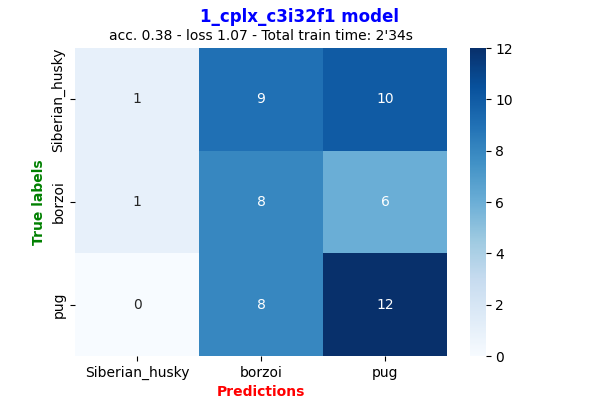 1_cplx_c3i32f1 model
acc. 0.38 - loss 1.07 - Total train time: 2'34s
True labels
Siberian_husky
1
9
10
borzoi
1
8
6
pug
0
8
12
Siberian_husky
borzoi
pug
Predictions
12
10
8
6
4
2
0